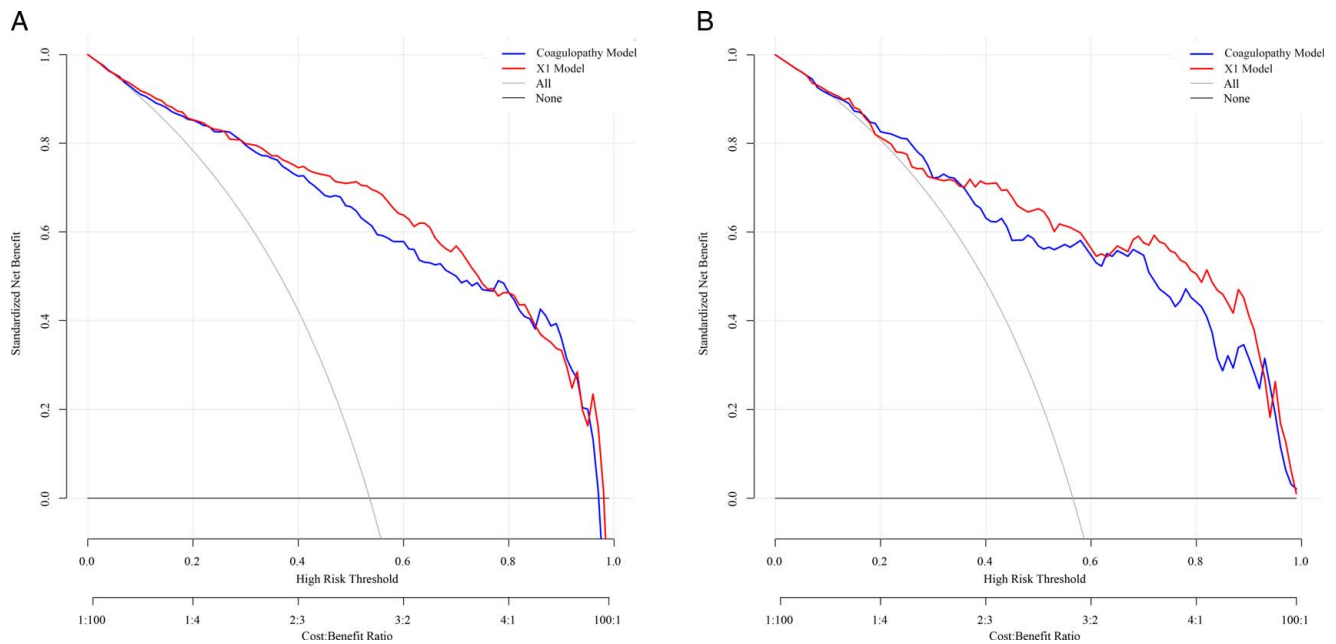 A
Coagulopathy Model
X1 Model
All
None
Standardized Net Benefit
1.0
0.8
0.6
0.4
0.2
0.0
0.0 0.2 0.4 0.6 0.8 1.0
High Risk Threshold
1:100 1:4 2:3 3:2 4:1 100:1
Cost:Benefit Ratio
B
Coagulopathy Model
X1 Model
All
None
Standardized Net Benefit
1.0
0.8
0.6
0.4
0.2
0.0
0.0 0.2 0.4 0.6 0.8 1.0
High Risk Threshold
1:100 1:4 2:3 3:2 4:1 100:1
Cost:Benefit Ratio